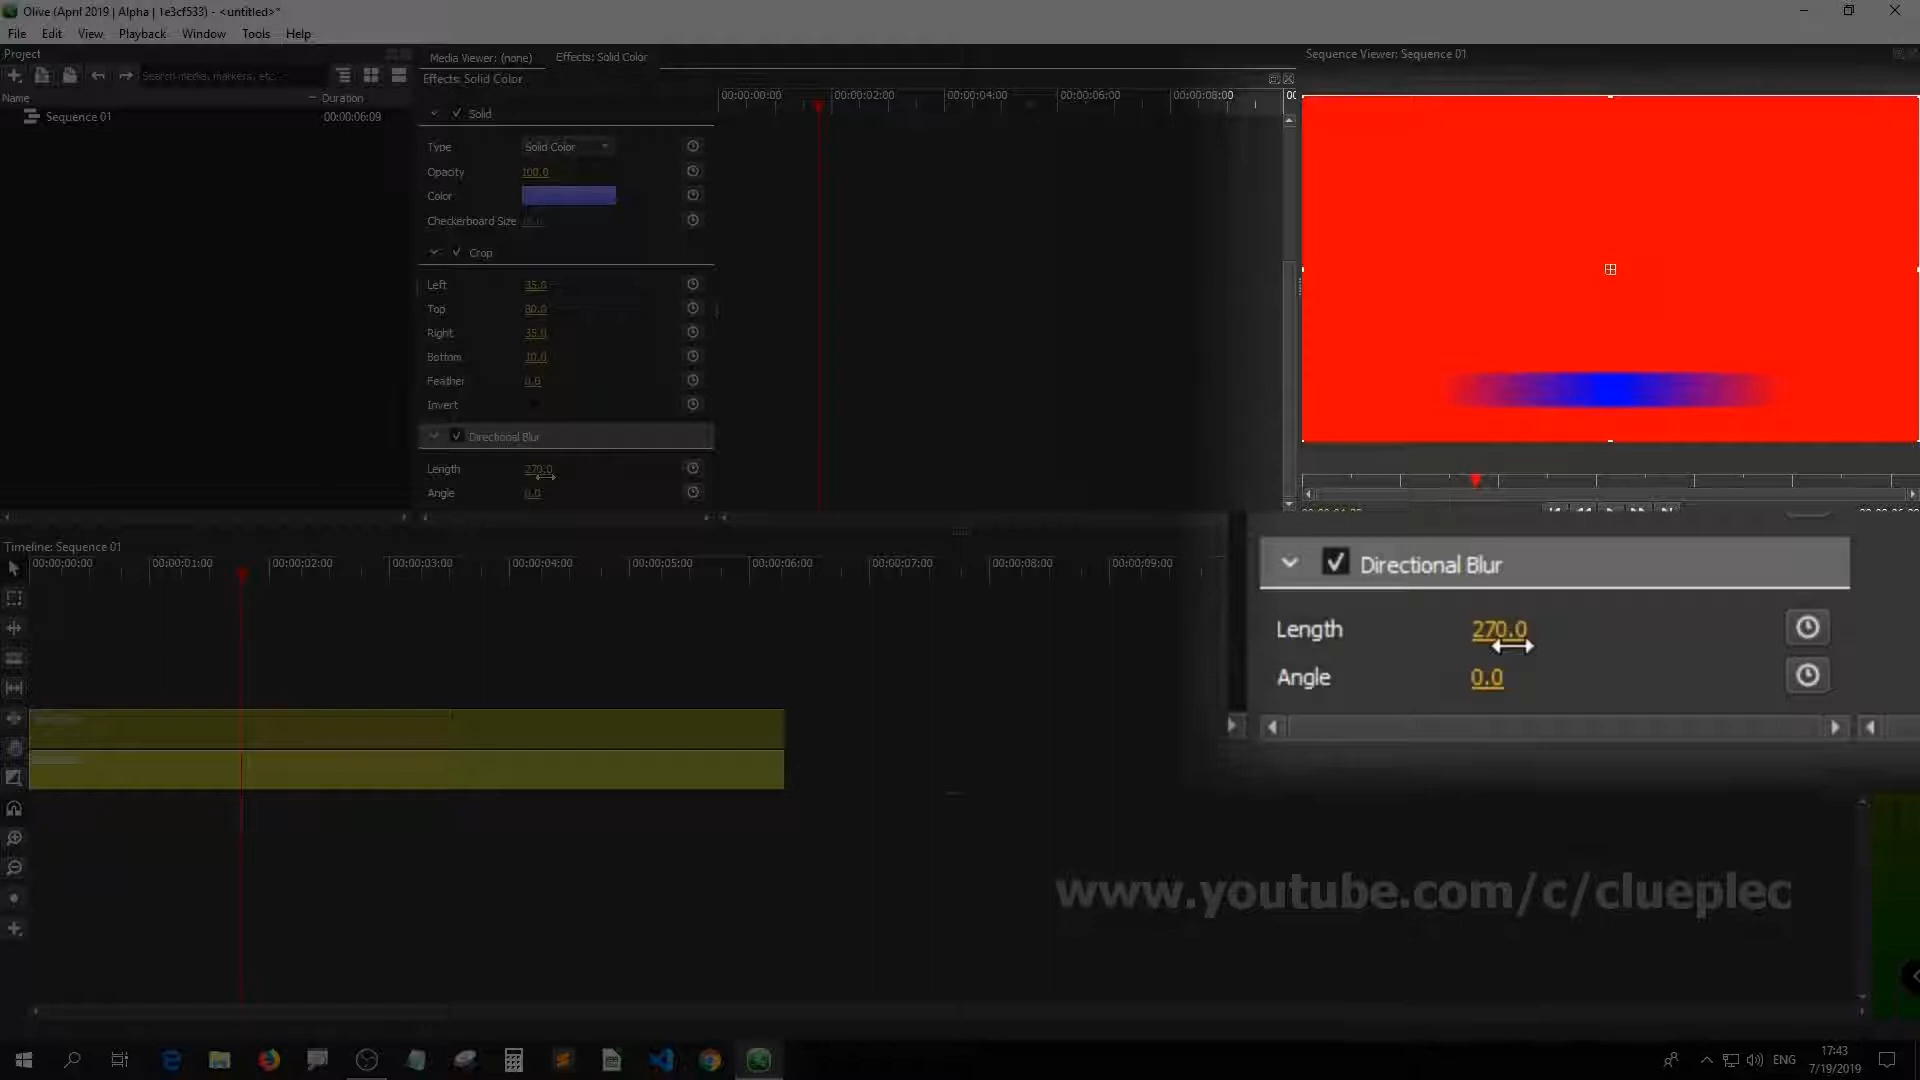 Olive (April 2019 | Alpha | 1e3cf533) - <untitled>*
File Edit View Playback Window Tools Help
Project
Search media, markers, etc...
Name Duration
Sequence 01 00:00:06:09
Media Viewer: (none) Effects: Solid Color
Effects: Solid Color
00:00:00:00 00:00:02:00 00:00:04:00 00:00:06:00 00:00:08:00 00
Solid
Type Solid Color
Opacity 100.0
Color
Checkerboard Size
Crop
Left 35.0
Top 80.0
Right 35.0
Bottom 10.0
Feather 0.0
Invert
Directional Blur
Length 270.0
Angle 0.0
Sequence Viewer: Sequence 01
Timeline: Sequence 01
00:00:00:00 00:00:01:00 00:00:02:00 00:00:03:00 00:00:04:00 00:00:05:00 00:00:06:00 00:00:07:00 00:00:08:00 00:00:09:00
Directional Blur
Length 270.0
Angle 0.0
www.youtube.com/c/clueplec
ENG
17:43
7/19/2019